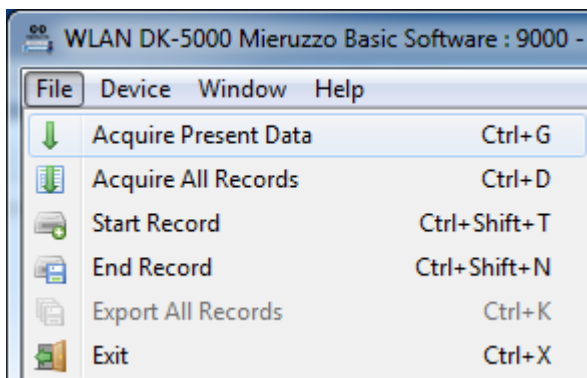 WLAN DK-5000 Mieruzzo Basic Software : 9000 -
File Device Window Help
Acquire Present Data Ctrl+G
Acquire All Records Ctrl+D
Start Record Ctrl+Shift+T
End Record Ctrl+Shift+N
Export All Records Ctrl+K
Exit Ctrl+X